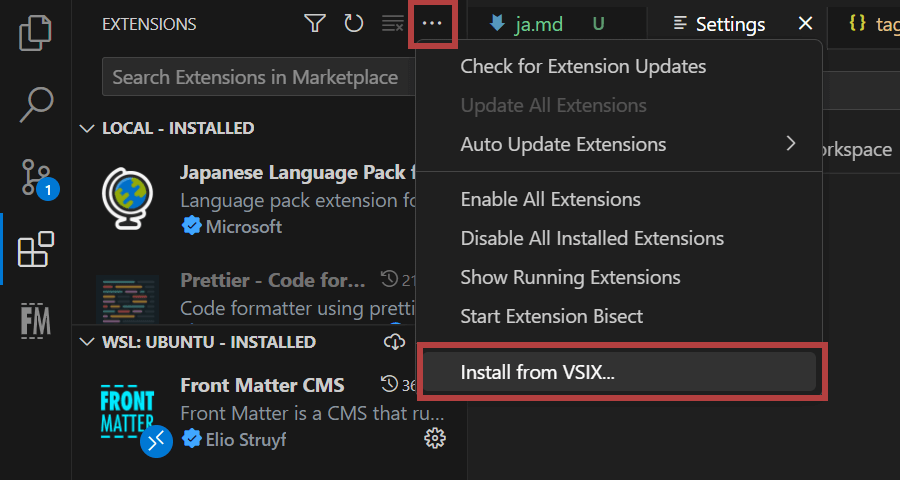 EXTENSIONS
Search Extensions in Marketplace
LOCAL - INSTALLED
Japanese Language Pack f
Language pack extension fo
Microsoft
Prettier - Code for...
21
Code formatter using pretti
WSL: UBUNTU - INSTALLED
FRONT
MATTER
Front Matter CMS
36
Front Matter is a CMS that ru...
Elio Struyf
1
FM
ja.md
U
Settings
{} tag
Check for Extension Updates
Update All Extensions
Auto Update Extensions
Enable All Extensions
Disable All Installed Extensions
Show Running Extensions
Start Extension Bisect
Install from VSIX...
orkspace